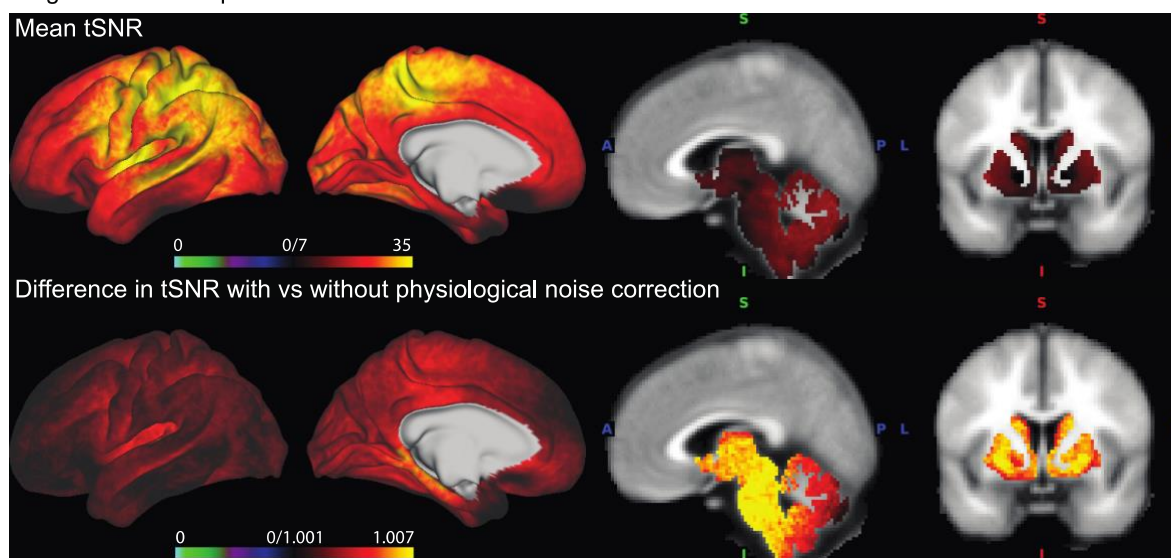 Mean tSNR
S
S
A
P L
0
0/7
35
I
I
Difference in tSNR with vs without physiological noise correction
S
S
A
P L
0
0/1.001
1.007
I
I